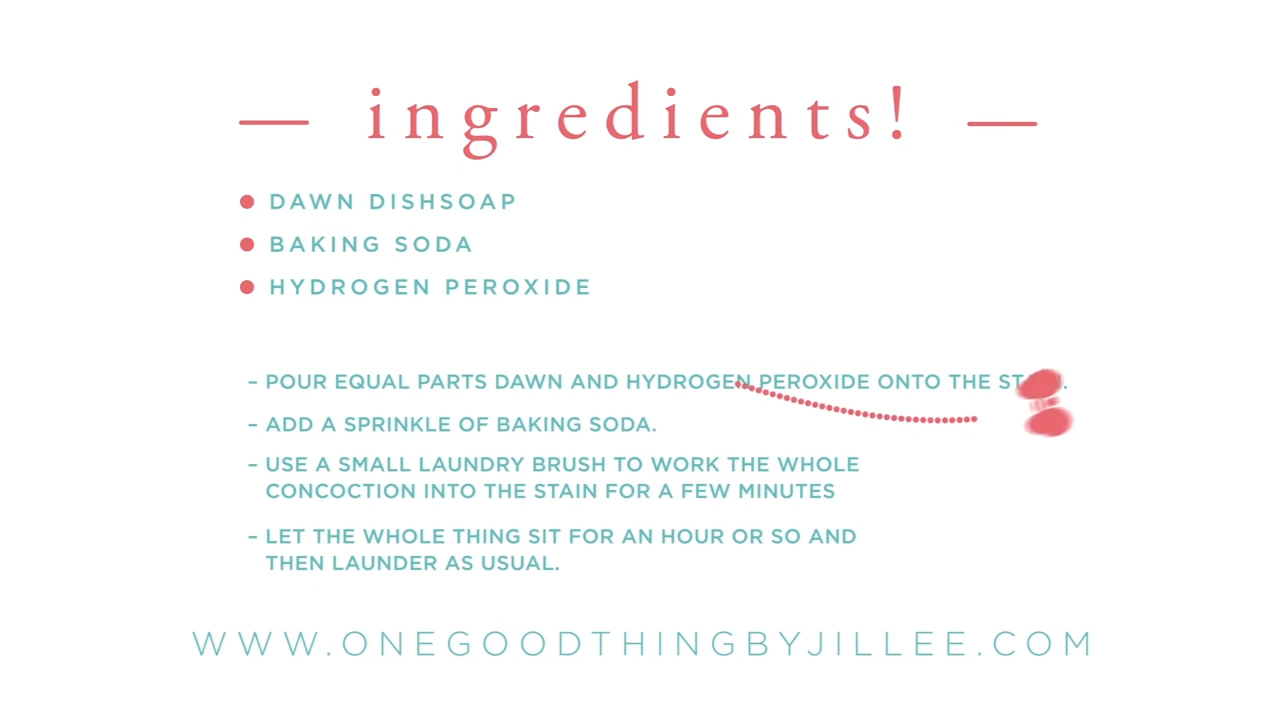 — ingredients! —
● DAWN DISHSOAP
● BAKING SODA
● HYDROGEN PEROXIDE
– POUR EQUAL PARTS DAWN AND HYDROGEN PEROXIDE ONTO THE
– ADD A SPRINKLE OF BAKING SODA.
– USE A SMALL LAUNDRY BRUSH TO WORK THE WHOLE
CONCOCTION INTO THE STAIN FOR A FEW MINUTES
– LET THE WHOLE THING SIT FOR AN HOUR OR SO AND
THEN LAUNDER AS USUAL.
WWW.ONEGOODTHINGBYJILLEE.COM